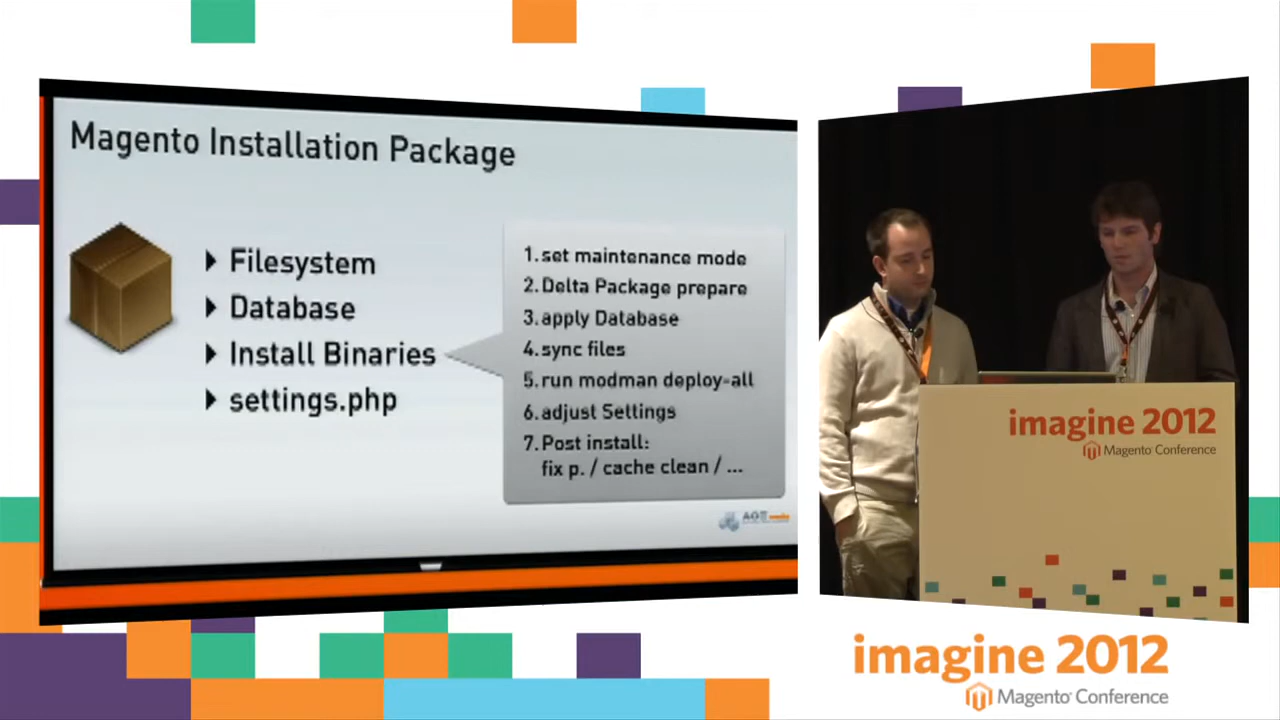 Magento Installation Package
Filesystem
Database
Install Binaries
settings.php
1. set maintenance mode
2. Delta Package prepare
3. apply Database
4. sync files
5. run modman deploy-all
6. adjust Settings
7. Post install:
fix p. / cache clean / ...
AOE media
imagine 2012
Magento Conference
imagine 2012
Magento Conference